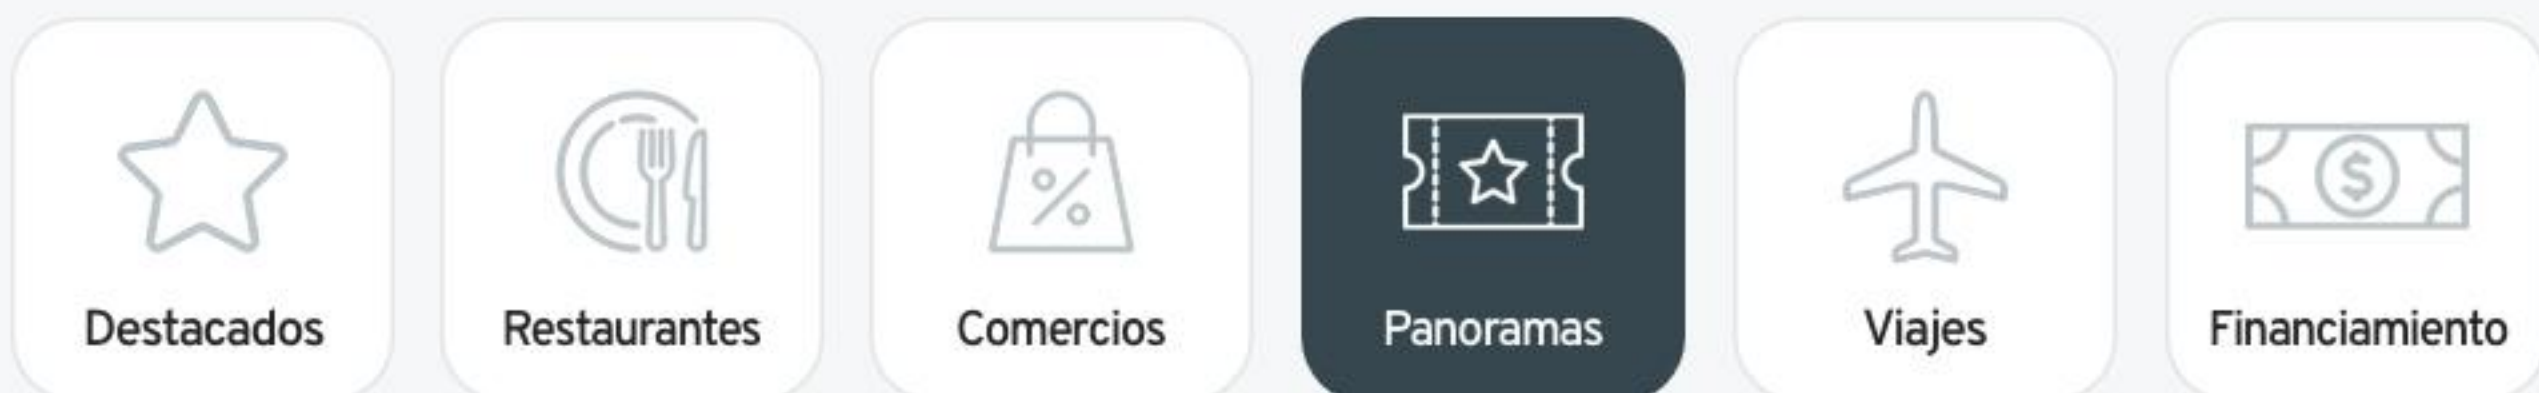 Destacados
Restaurantes
Comercios
Panoramas
Viajes
Financiamiento